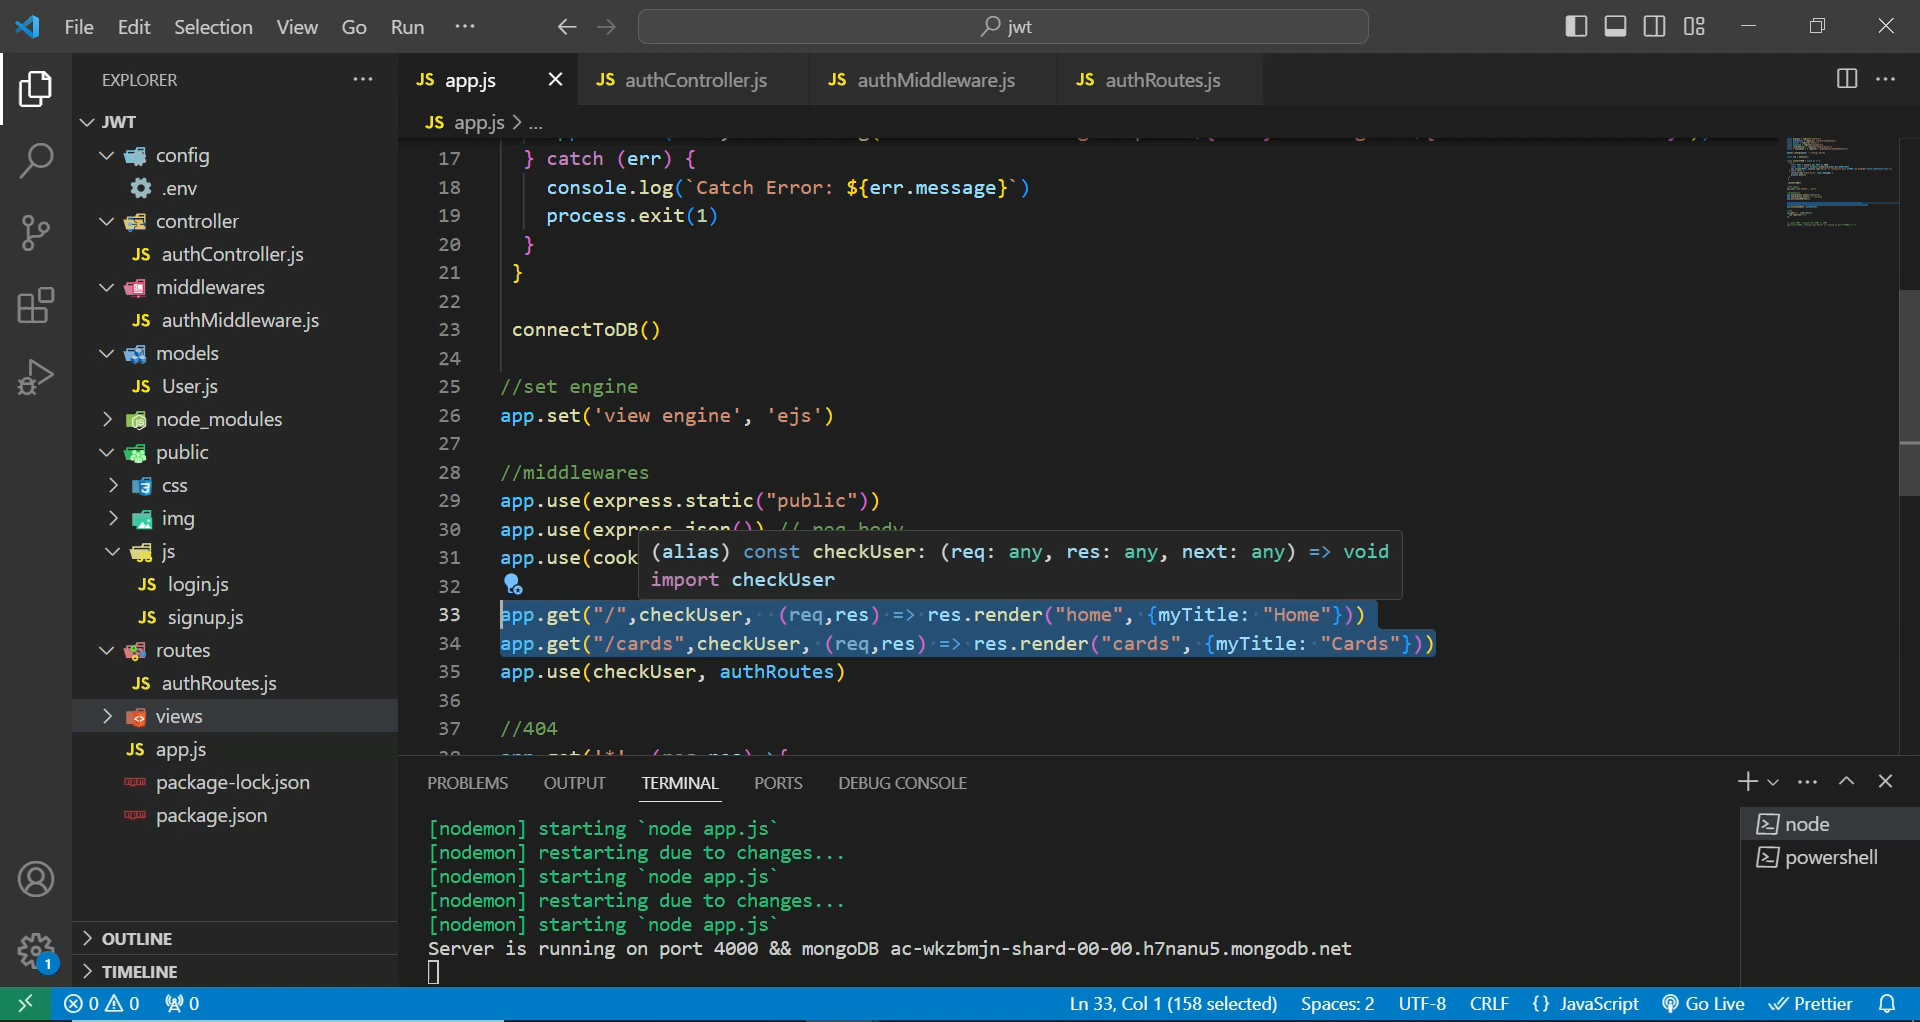 File Edit Selection View Go Run ··· jwt
EXPLORER ···
JS app.js
JS authController.js
JS authMiddleware.js
JS authRoutes.js
JS app.js > ...
JWT
config
.env
controller
JS authController.js
middlewares
JS authMiddleware.js
models
JS User.js
node_modules
public
css
img
js
JS login.js
JS signup.js
routes
JS authRoutes.js
views
JS app.js
package-lock.json
package.json
OUTLINE
TIMELINE
17 } catch (err) {
18 console.log(`Catch Error: ${err.message}`)
19 process.exit(1)
20 }
21 }
22
23 connectToDB()
24
25 //set engine
26 app.set('view engine', 'ejs')
27
28 //middlewares
29 app.use(express.static("public"))
30 app.use(express.json()) // req body
31 app.use(cook
(alias) const checkUser: (req: any, res: any, next: any) => void
import checkUser
32
33 app.get("/",checkUser, (req,res) => res.render("home", {myTitle: "Home"}))
34 app.get("/cards",checkUser, (req,res) => res.render("cards", {myTitle: "Cards"}))
35 app.use(checkUser, authRoutes)
36
37 //404
PROBLEMS OUTPUT TERMINAL PORTS DEBUG CONSOLE
[nodemon] starting `node app.js`
[nodemon] restarting due to changes...
[nodemon] starting `node app.js`
[nodemon] restarting due to changes...
[nodemon] starting `node app.js`
Server is running on port 4000 && mongoDB ac-wkzbmjn-shard-00-00.h7nanu5.mongodb.net
node
powershell
1
0 0 0 Ln 33, Col 1 (158 selected) Spaces: 2 UTF-8 CRLF {} JavaScript Go Live Prettier